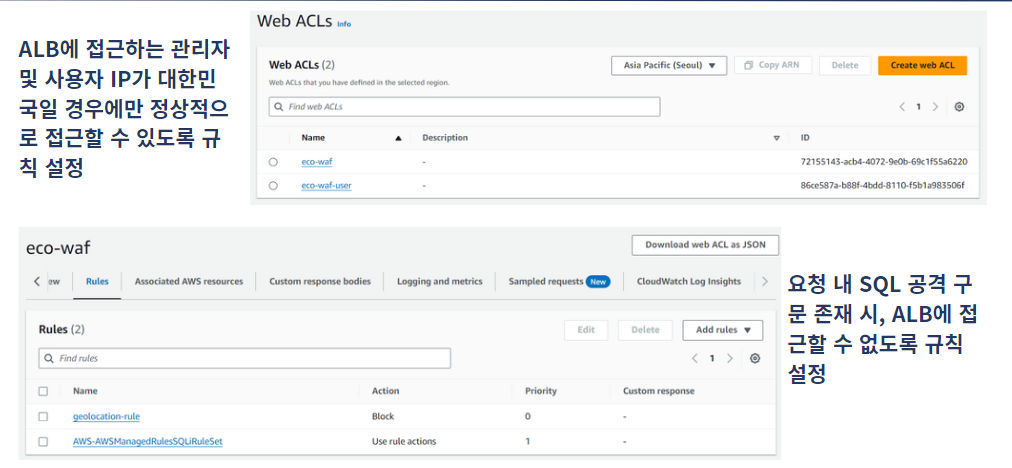 ALB에 접근하는 관리자
및 사용자 IP가 대한민
국일 경우에만 정상적으
로 접근할 수 있도록 규
칙 설정
Web ACLs Info
Web ACLs (2)
Web ACLs that you have defined in the selected region.
Asia Pacific (Seoul) Copy ARN Delete Create web ACL
Find web ACLs
1
Name Description ID
eco-waf - 72155143-acb4-4072-9e0b-69c1f55a6220
eco-waf-user - 86ce587a-b88f-4bdd-8110-f5b1a983506f
eco-waf
Download web ACL as JSON
ew Rules Associated AWS resources Custom response bodies Logging and metrics Sampled requests New CloudWatch Log Insights
Rules (2)
Edit Delete Add rules
Find rules
1
Name Action Priority Custom response
geolocation-rule Block 0 -
AWS-AWSManagedRulesSQLiRuleSet Use rule actions 1 -
요청 내 SQL 공격 구
문 존재 시, ALB에 접
근할 수 없도록 규칙
설정